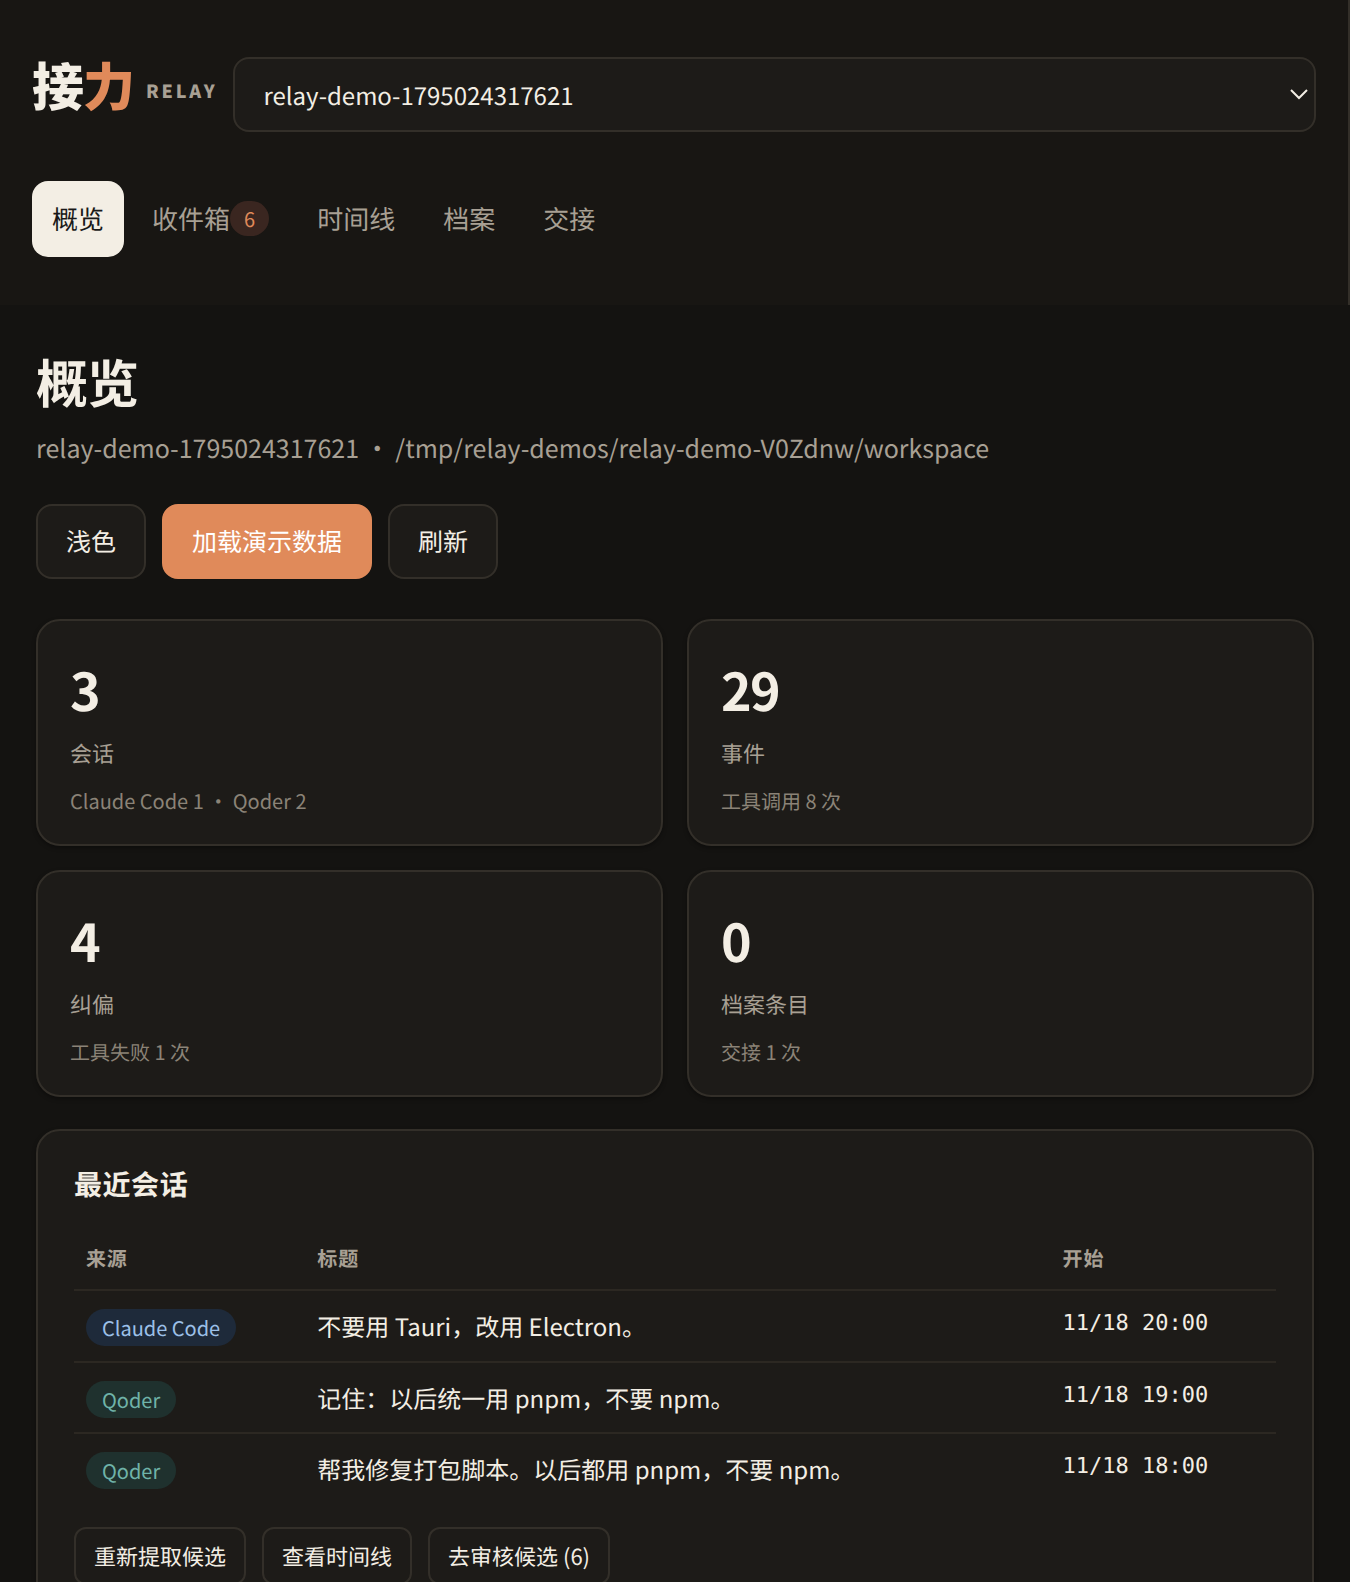 接力 RELAY relay-demo-1795024317621
概览 收件箱 6 时间线 档案 交接
概览
relay-demo-1795024317621 · /tmp/relay-demos/relay-demo-V0Zdnw/workspace
浅色 加载演示数据 刷新
3
会话
Claude Code 1 · Qoder 2
29
事件
工具调用 8 次
4
纠偏
工具失败 1 次
0
档案条目
交接 1 次
最近会话
来源 标题 开始
Claude Code 不要用 Tauri，改用 Electron。 11/18 20:00
Qoder 记住：以后统一用 pnpm，不要 npm。 11/18 19:00
Qoder 帮我修复打包脚本。以后都用 pnpm，不要 npm。 11/18 18:00
重新提取候选 查看时间线 去审核候选 (6)